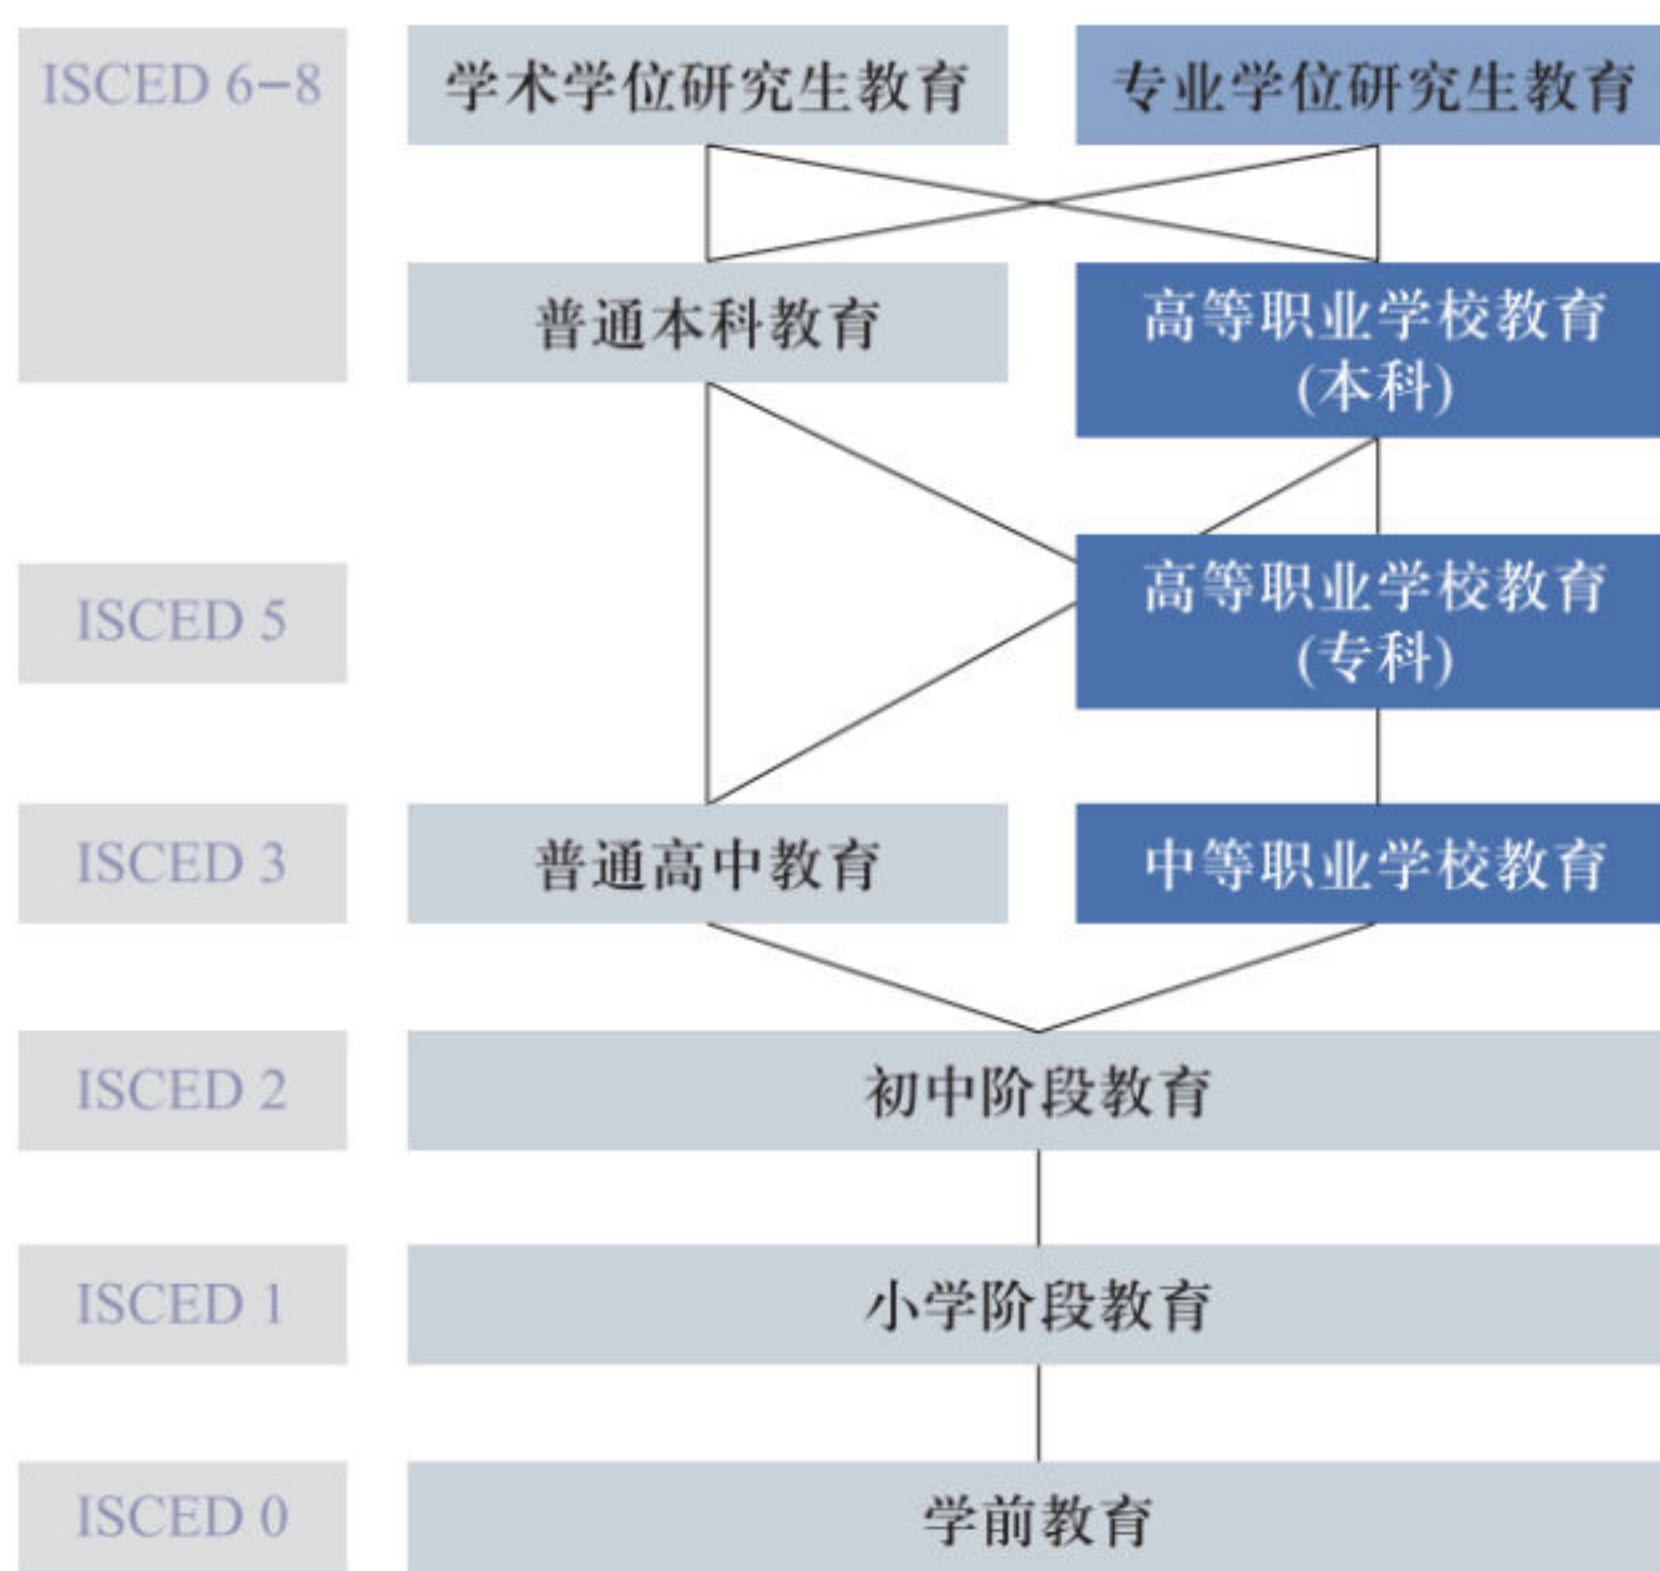 ISCED 6–8
学术学位研究生教育
专业学位研究生教育
普通本科教育
高等职业学校教育
(本科)
ISCED 5
高等职业学校教育
(专科)
ISCED 3
普通高中教育
中等职业学校教育
ISCED 2
初中阶段教育
ISCED 1
小学阶段教育
ISCED 0
学前教育